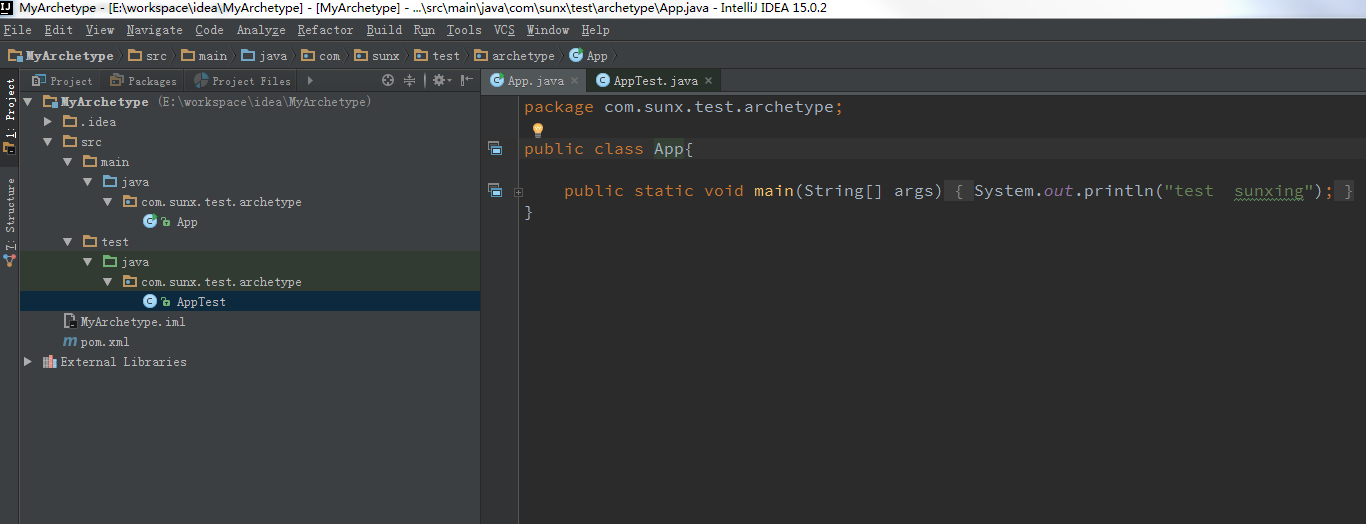 MyArchetype - [E:\workspace\idea\MyArchetype] - [MyArchetype] - ...\src\main\java\com\sunx\test\archetype\App.java - IntelliJ IDEA 15.0.2
File Edit View Navigate Code Analyze Refactor Build Run Tools VCS Window Help
MyArchetype src main java com sunx test archetype App
1: Project
7: Structure
Project Packages Project Files
MyArchetype (E:\workspace\idea\MyArchetype)
.idea
src
main
java
com.sunx.test.archetype
App
test
java
com.sunx.test.archetype
AppTest
MyArchetype.iml
pom.xml
External Libraries
App.java AppTest.java
package com.sunx.test.archetype;
public class App{
public static void main(String[] args) { System.out.println("test  sunxing"); }
}